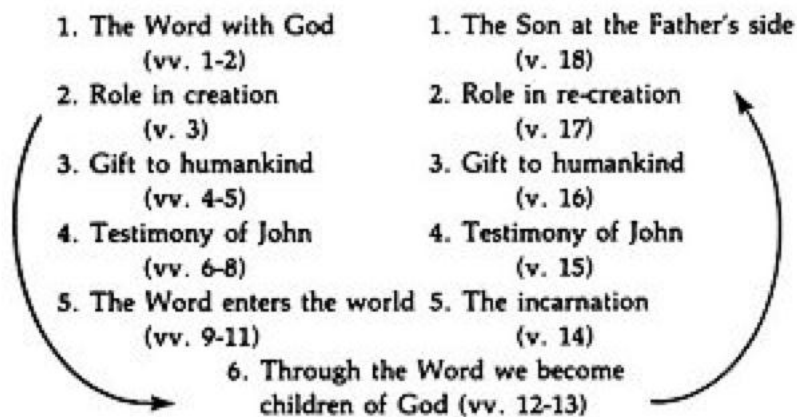 1. The Word with God
(vv. 1-2)
2. Role in creation
(v. 3)
3. Gift to humankind
(vv. 4-5)
4. Testimony of John
(vv. 6-8)
5. The Word enters the world
(vv. 9-11)
1. The Son at the Father's side
(v. 18)
2. Role in re-creation
(v. 17)
3. Gift to humankind
(v. 16)
4. Testimony of John
(v. 15)
5. The incarnation
(v. 14)
6. Through the Word we become
children of God (vv. 12-13)